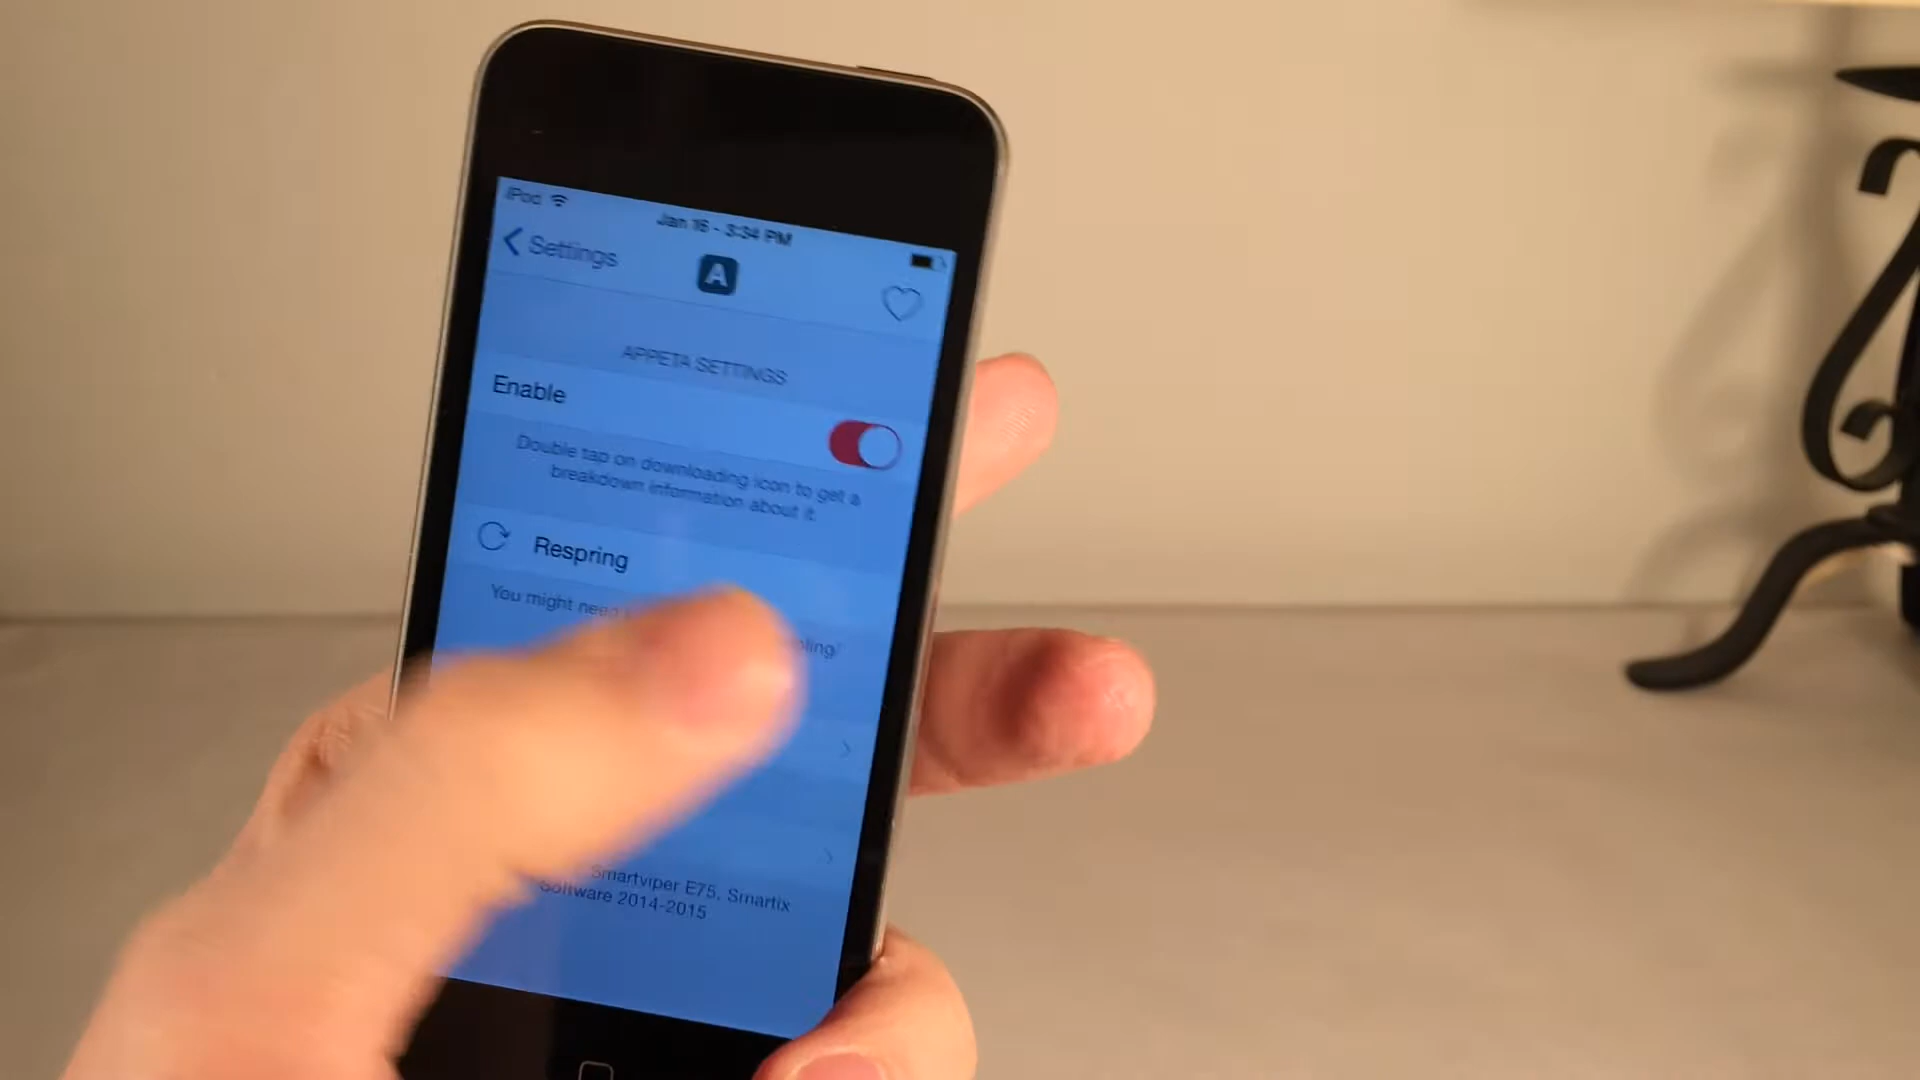 iPod
Jan 16 - 3:34 PM
Settings
A
APPETA SETTINGS
Enable
Double tap on downloading icon to get a
breakdown information about it.
Respring
You might need
Smartviper E75, Smartix
Software 2014-2015